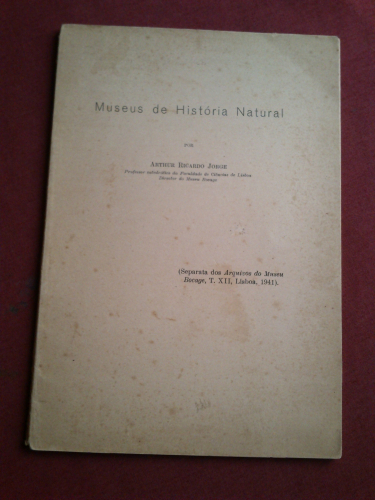 Museus de História Natural
POR
ARTHUR RICARDO JORGE
Professor catedrático da Faculdade de Ciências de Lisboa
Director do Museu Bocage
(Separata dos Arquivos do Museu
Bocage, T. XII, Lisboa, 1941).